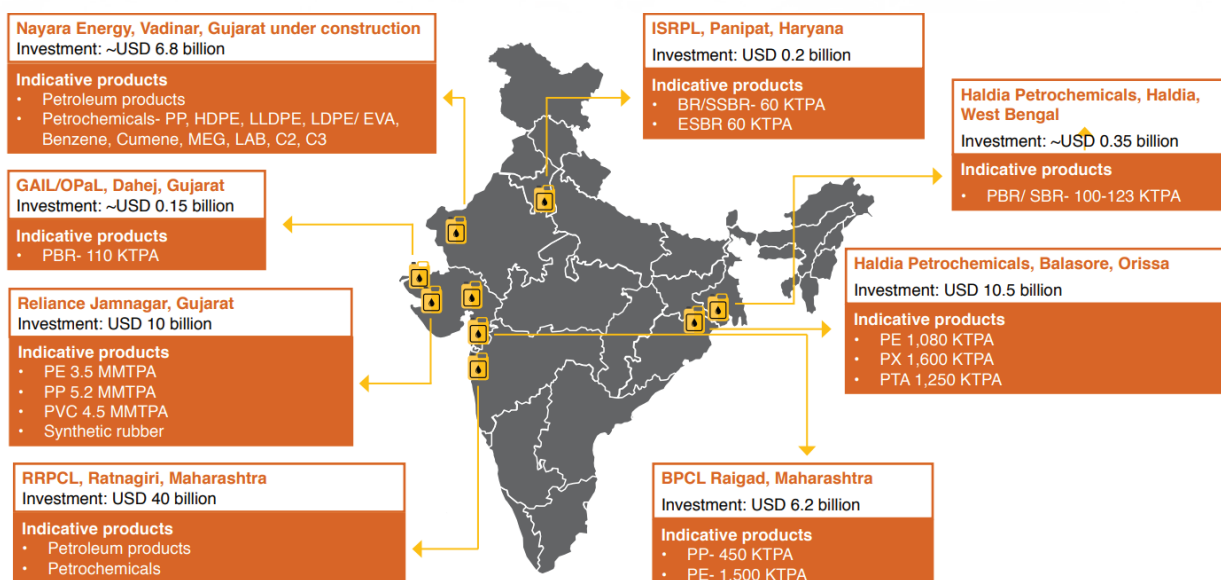 Nayara Energy, Vadinar, Gujarat under construction
Investment: ~USD 6.8 billion
Indicative products
• Petroleum products
• Petrochemicals- PP, HDPE, LLDPE, LDPE/ EVA,
Benzene, Cumene, MEG, LAB, C2, C3
GAIL/OPaL, Dahej, Gujarat
Investment: ~USD 0.15 billion
Indicative products
• PBR- 110 KTPA
Reliance Jamnagar, Gujarat
Investment: USD 10 billion
Indicative products
• PE 3.5 MMTPA
• PP 5.2 MMTPA
• PVC 4.5 MMTPA
• Synthetic rubber
RRPCL, Ratnagiri, Maharashtra
Investment: USD 40 billion
Indicative products
• Petroleum products
• Petrochemicals
ISRPL, Panipat, Haryana
Investment: USD 0.2 billion
Indicative products
• BR/SSBR- 60 KTPA
• ESBR 60 KTPA
Haldia Petrochemicals, Haldia,
West Bengal
Investment: ~USD 0.35 billion
Indicative products
• PBR/ SBR- 100-123 KTPA
Haldia Petrochemicals, Balasore, Orissa
Investment: USD 10.5 billion
Indicative products
• PE 1,080 KTPA
• PX 1,600 KTPA
• PTA 1,250 KTPA
BPCL Raigad, Maharashtra
Investment: USD 6.2 billion
Indicative products
• PP- 450 KTPA
• PE- 1,500 KTPA